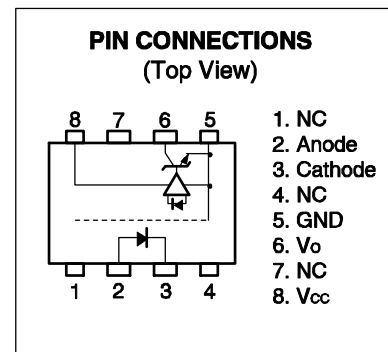 PIN CONNECTIONS
(Top View)
8 7 6 5
1 2 3 4
1. NC
2. Anode
3. Cathode
4. NC
5. GND
6. Vo
7. NC
8. Vcc